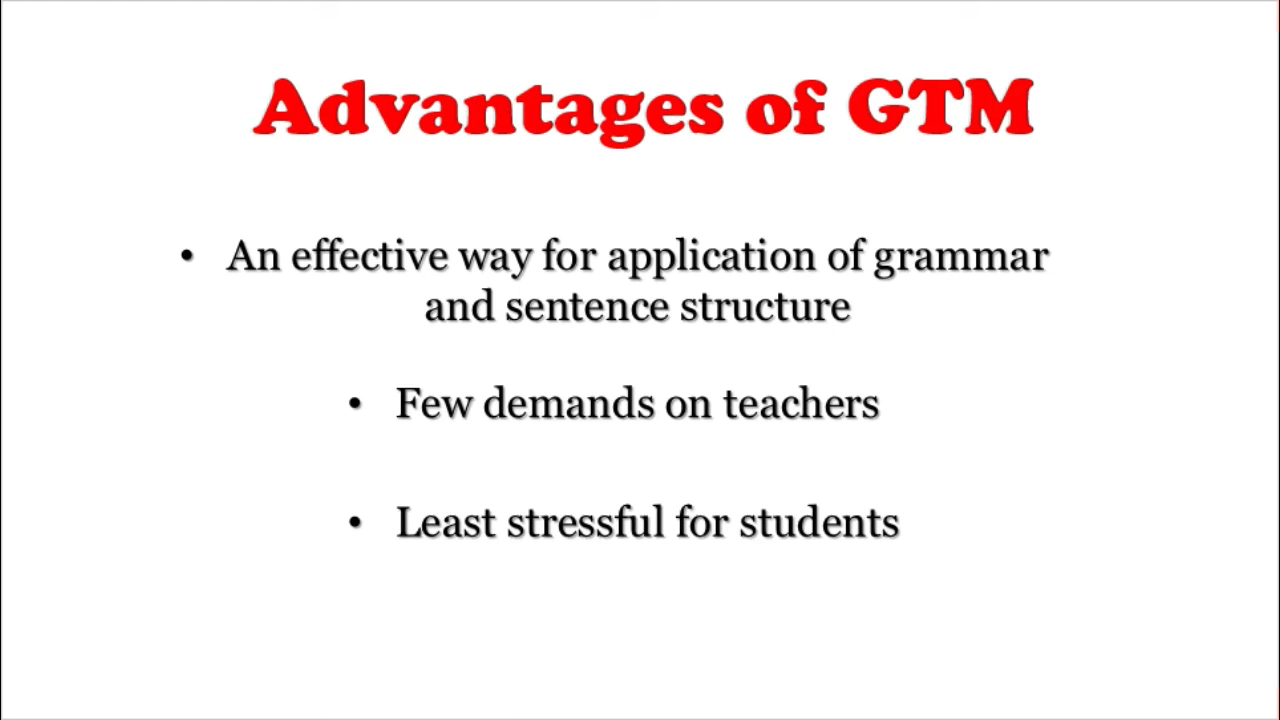 Advantages of GTM
• An effective way for application of grammar
and sentence structure
• Few demands on teachers
• Least stressful for students